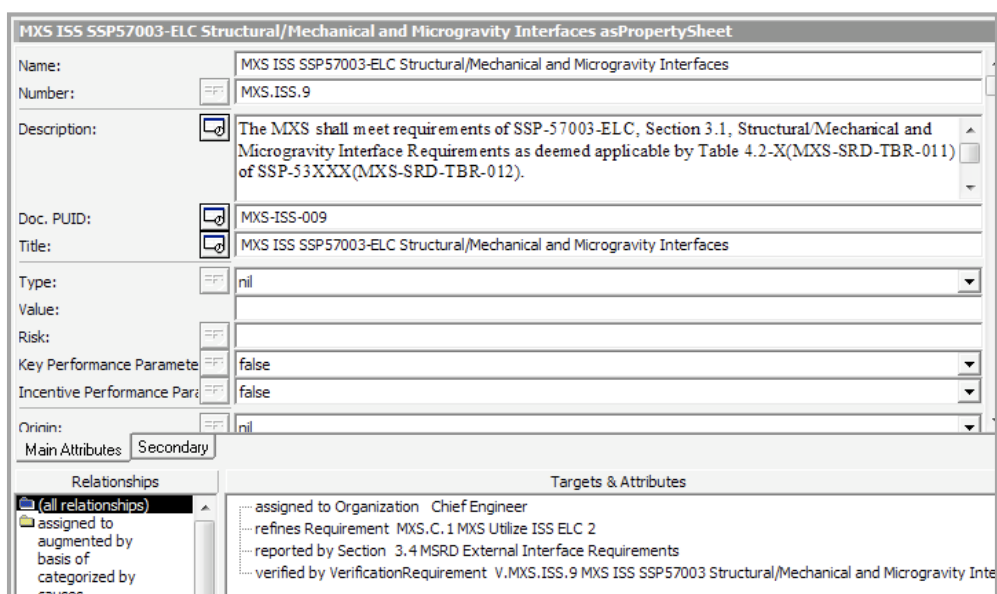 MXS ISS SSP57003-ELC Structural/Mechanical and Microgravity Interfaces asPropertySheet
Name: MXS ISS SSP57003-ELC Structural/Mechanical and Microgravity Interfaces
Number: MXS.ISS.9
Description: The MXS shall meet requirements of SSP-57003-ELC, Section 3.1, Structural/Mechanical and
Microgravity Interface Requirements as deemed applicable by Table 4.2-X(MXS-SRD-TBR-011)
of SSP-53XXX(MXS-SRD-TBR-012).
Doc. PUID: MXS-ISS-009
Title: MXS ISS SSP57003-ELC Structural/Mechanical and Microgravity Interfaces
Type: nil
Value:
Risk:
Key Performance Paramete false
Incentive Performance Para false
Origin: nil
Main Attributes Secondary
Relationships Targets & Attributes
(all relationships)
assigned to
augmented by
basis of
categorized by
causes
assigned to Organization Chief Engineer
refines Requirement MXS.C.1 MXS Utilize ISS ELC 2
reported by Section 3.4 MSRD External Interface Requirements
verified by VerificationRequirement V.MXS.ISS.9 MXS ISS SSP57003 Structural/Mechanical and Microgravity Inte